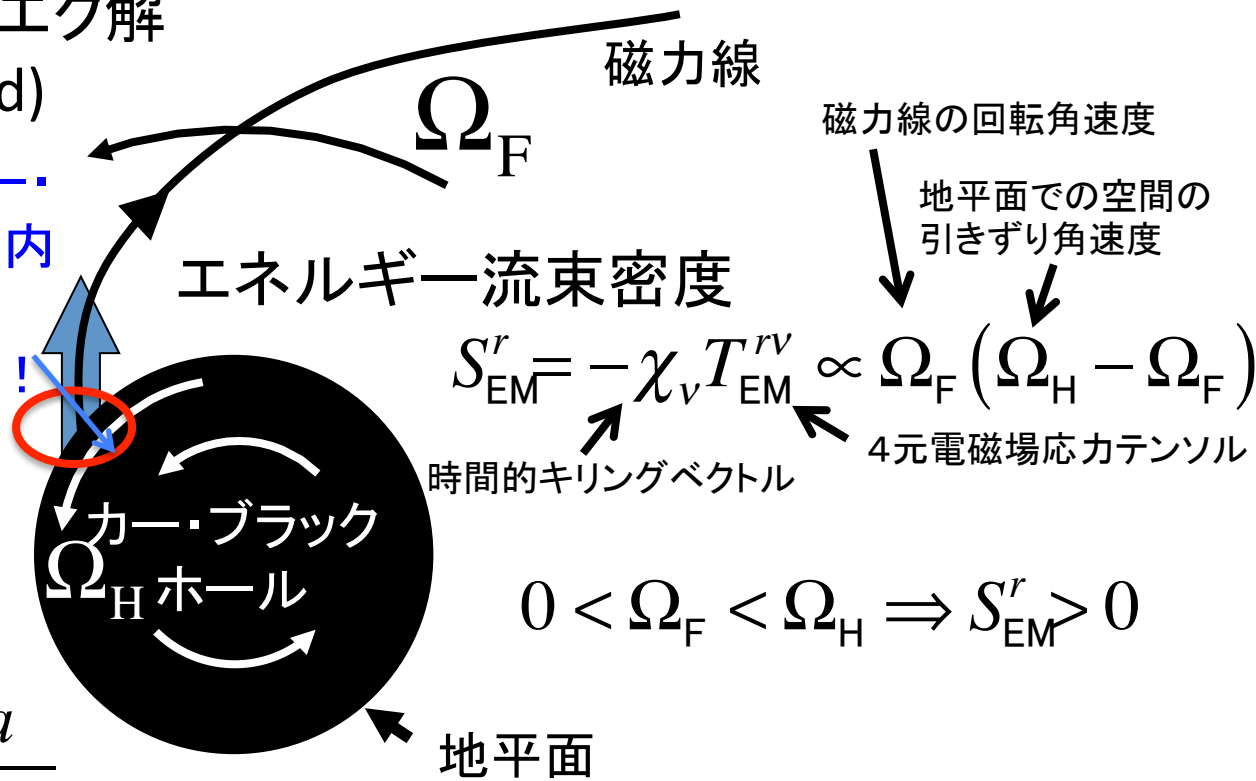 エク解
磁力線
d)
Ω_F
磁力線の回転角速度
ー・
地平面での空間の
引きずり角速度
内
エネルギー流束密度
S^r_EM = −χ_ν T^{rν}_EM ∝ Ω_F (Ω_H − Ω_F)
!
4元電磁場応力テンソル
時間的キリングベクトル
カー・ブラック
ホール
Ω_H
0 < Ω_F < Ω_H ⇒ S^r_EM > 0
a
地平面